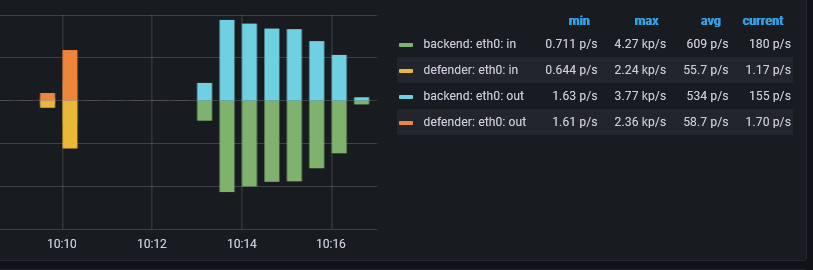 min max avg current
backend: eth0: in 0.711 p/s 4.27 kp/s 609 p/s 180 p/s
defender: eth0: in 0.644 p/s 2.24 kp/s 55.7 p/s 1.17 p/s
backend: eth0: out 1.63 p/s 3.77 kp/s 534 p/s 155 p/s
defender: eth0: out 1.61 p/s 2.36 kp/s 58.7 p/s 1.70 p/s
10:10 10:12 10:14 10:16